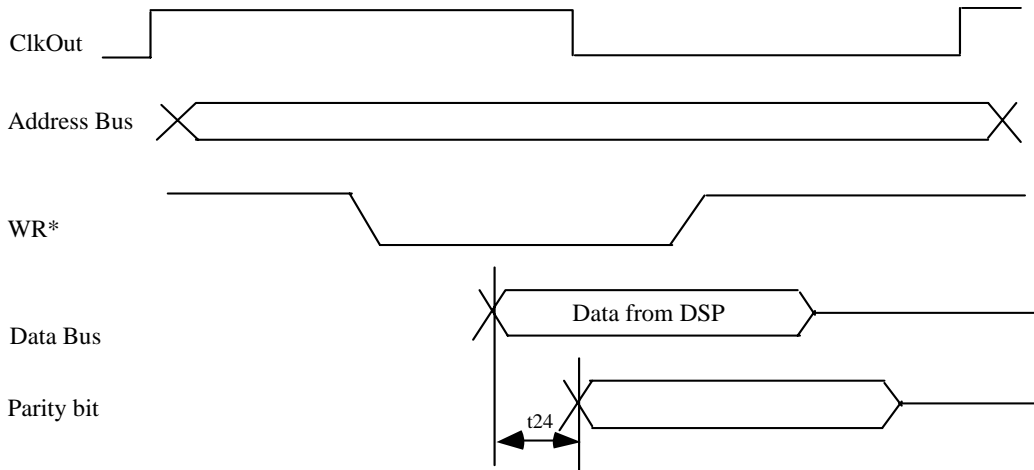 ClkOut
Address Bus
WR*
Data from DSP
Data Bus
Parity bit
t24